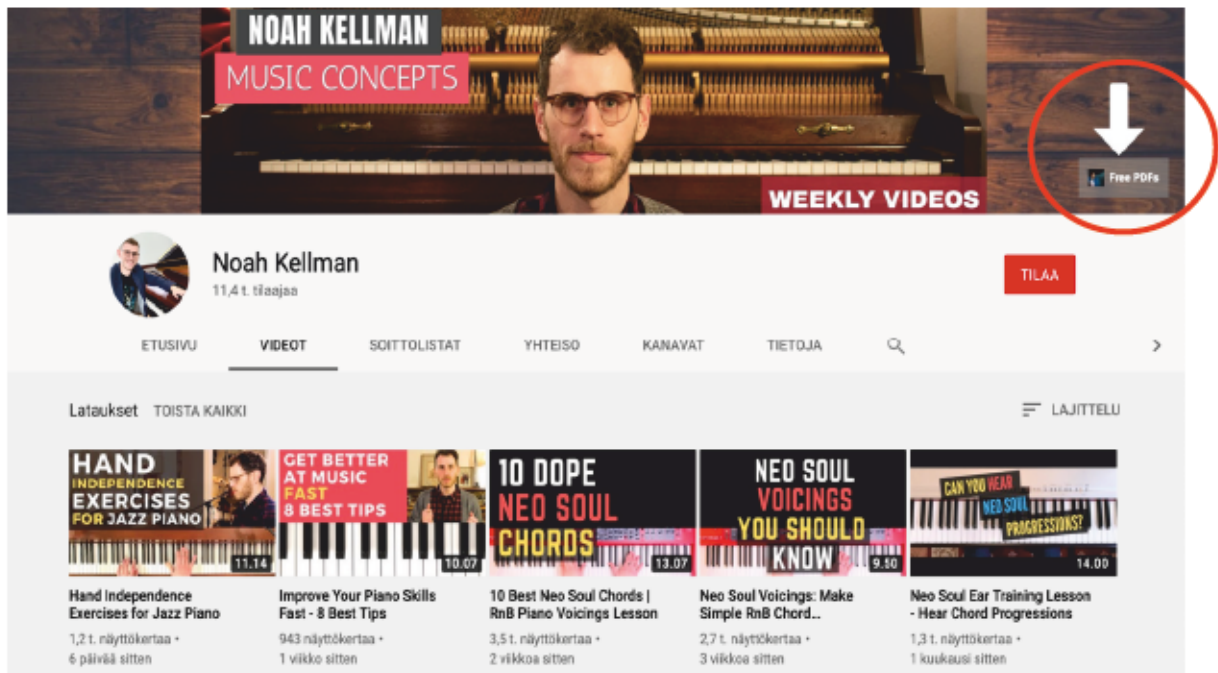 NOAH KELLMAN
MUSIC CONCEPTS
WEEKLY VIDEOS
Free PDFs
Noah Kellman
11,4 t. tilaajaa
TILAA
ETUSIVU VIDEOT SOITTOLISTAT YHTEISÖ KANAVAT TIETOJA
Lataukset TOISTA KAIKKI
LAJITTELU
HAND
INDEPENDENCE
EXERCISES
FOR JAZZ PIANO
11.14
Hand Independence
Exercises for Jazz Piano
1,2 t. näyttökertaa •
6 päivää sitten
GET BETTER
AT MUSIC
FAST
8 BEST TIPS
10.07
Improve Your Piano Skills
Fast - 8 Best Tips
943 näyttökertaa •
1 viikko sitten
10 DOPE
NEO SOUL
CHORDS
13.07
10 Best Neo Soul Chords |
RnB Piano Voicings Lesson
3,5 t. näyttökertaa •
2 viikkoa sitten
NEO SOUL
VOICINGS
YOU SHOULD
KNOW
9.50
Neo Soul Voicings: Make
Simple RnB Chord...
2,7 t. näyttökertaa •
3 viikkoa sitten
CAN YOU HEAR
NEO SOUL
PROGRESSIONS?
14.00
Neo Soul Ear Training Lesson
- Hear Chord Progressions
1,3 t. näyttökertaa •
1 kuukausi sitten